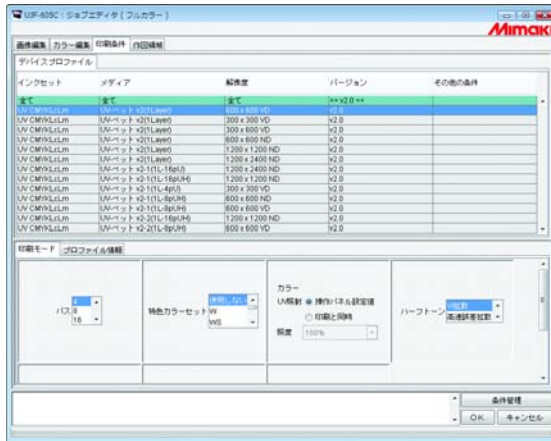 UJF-605C : ジョブエディタ ( フルカラー )
Mimaki
画像編集 カラー編集 印刷条件 作図領域
デバイスプロファイル
インクセット メディア 解像度 バージョン その他の条件
全て 全て 全て >> v2.0 <<
UV CMYKLcLm UV-ペット v2(1Layer) 600 x 600 VD v2.0
UV CMYKLcLm UV-ペット v2(1Layer) 300 x 300 VD v2.0
UV CMYKLcLm UV-ペット v2(1Layer) 300 x 600 VD v2.0
UV CMYKLcLm UV-ペット v2(1Layer) 600 x 600 ND v2.0
UV CMYKLcLm UV-ペット v2(1Layer) 1200 x 1200 ND v2.0
UV CMYKLcLm UV-ペット v2(1Layer) 1200 x 2400 ND v2.0
UV CMYKLcLm UV-ペット v2-1(1L-16pU) 1200 x 2400 ND v2.0
UV CMYKLcLm UV-ペット v2-1(1L-16pUH) 600 x 600 VD v2.0
UV CMYKLcLm UV-ペット v2-1(1L-4pU) 300 x 300 VD v2.0
UV CMYKLcLm UV-ペット v2-1(1L-8pUH) 600 x 600 ND v2.0
UV CMYKLcLm UV-ペット v2-1(1L-8pUH) 600 x 600 VD v2.0
UV CMYKLcLm UV-ペット v2-2(1L-16pUH) 1200 x 1200 ND v2.0
UV CMYKLcLm UV-ペット v2-2(1L-8pUH) 600 x 600 VD v2.0
印刷モード プロファイル情報
パス 4
8
16
特色カラーセット 使用しない
W
WS
カラー
UV照射 操作パネル設定値
印刷と同時
照度 100%
ハーフトーン V拡散
高速誤差拡散
条件管理
OK キャンセル